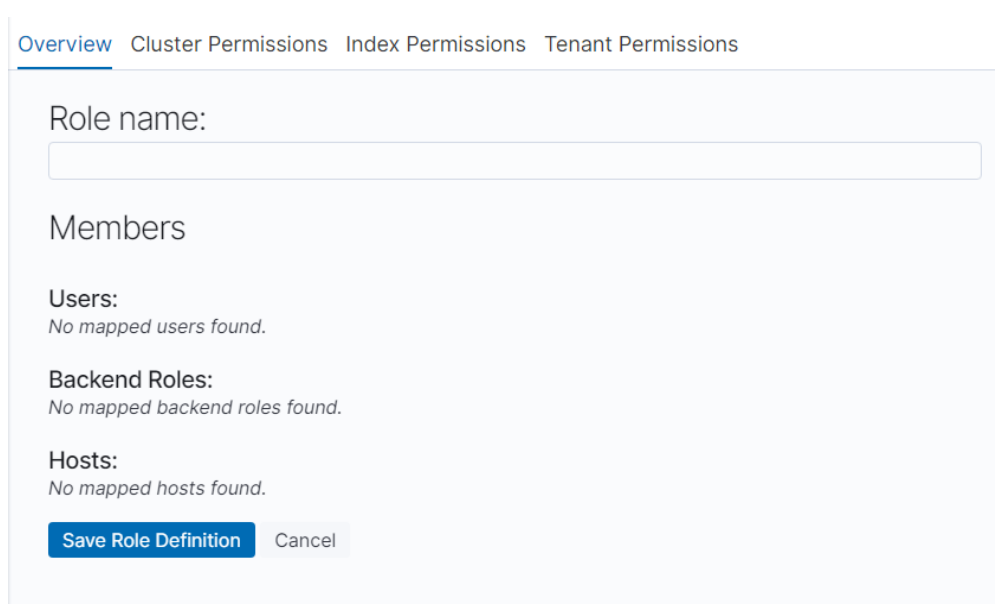 Overview Cluster Permissions Index Permissions Tenant Permissions
Role name:
Members
Users:
No mapped users found.
Backend Roles:
No mapped backend roles found.
Hosts:
No mapped hosts found.
Save Role Definition Cancel